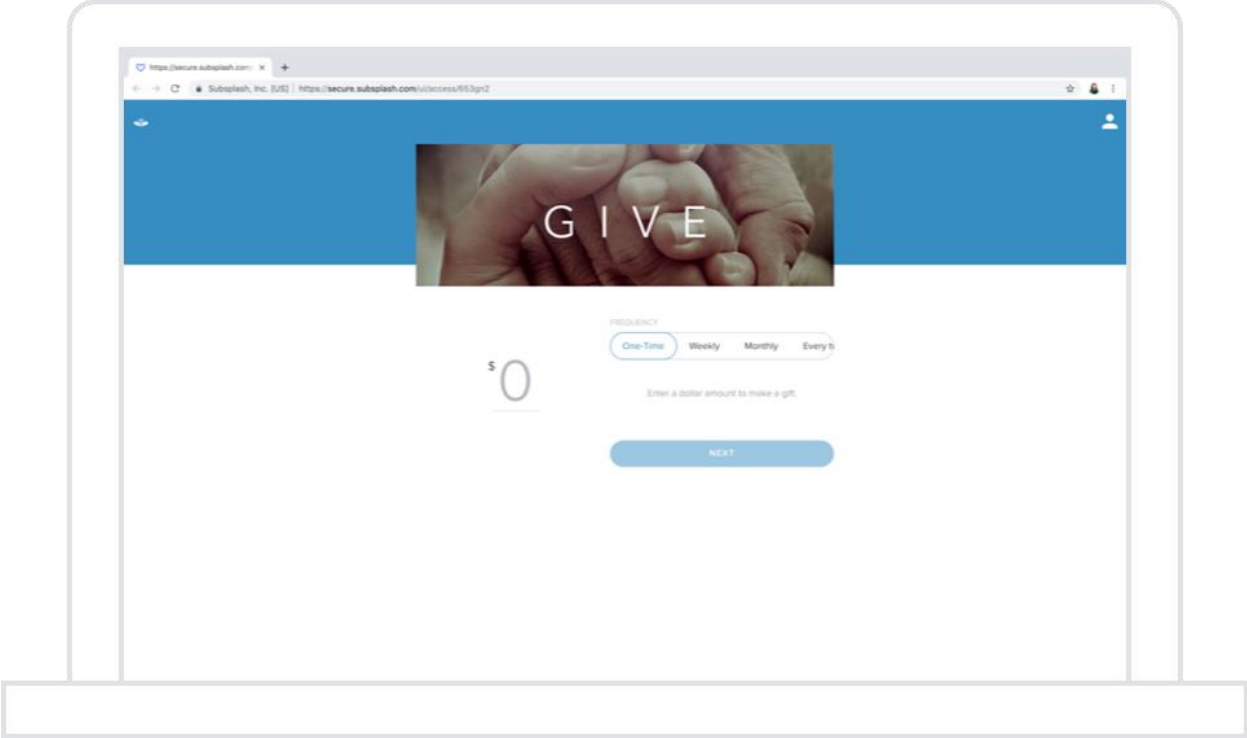 https://secure.subsplash.com/
Subsplash, Inc. [US] | https://secure.subsplash.com/ui/access/653gn2
GIVE
FREQUENCY
One-Time Weekly Monthly Every
$0
Enter a dollar amount to make a gift.
NEXT